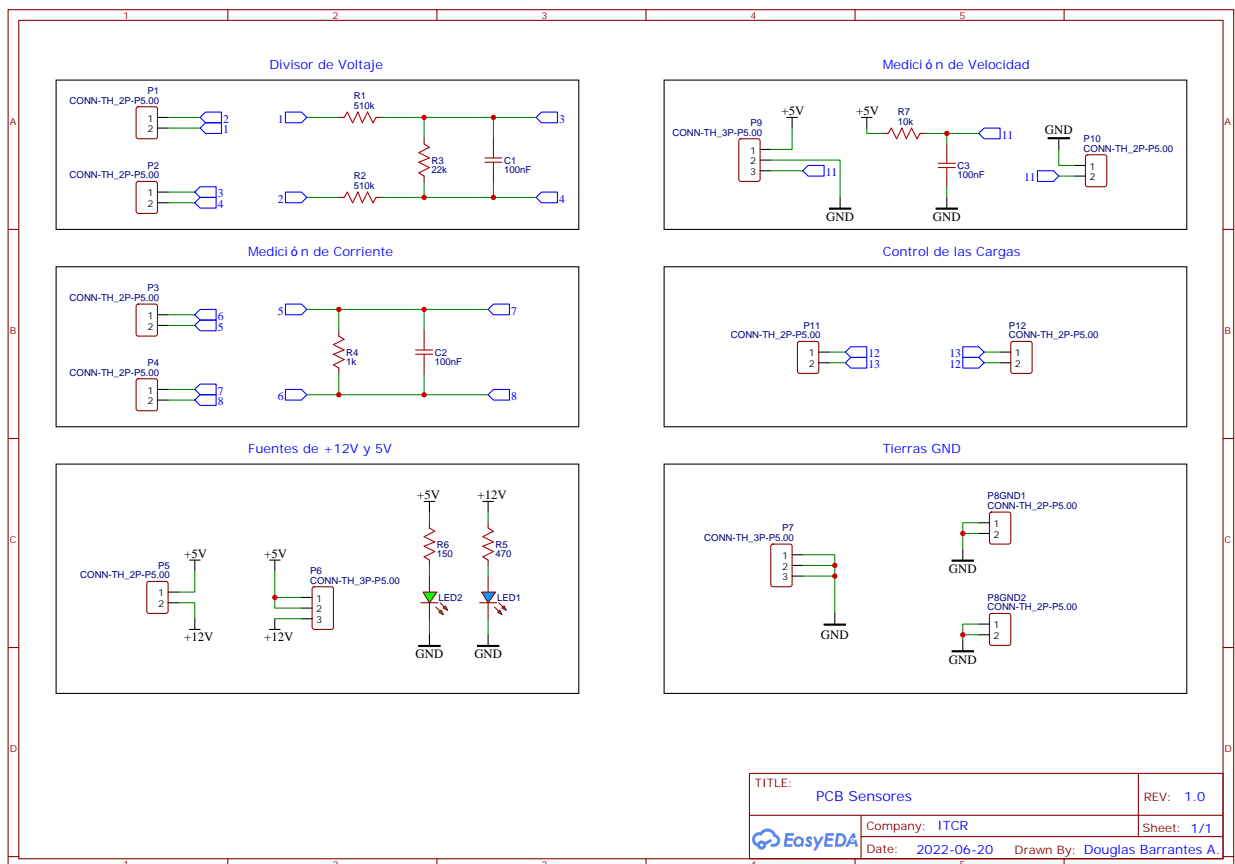 1 2 3 4 5
A
B
C
D
A
B
C
D
1 2 3 4 5
Divisor de Voltaje
P1
CONN-TH_2P-P5.00
1
2
2
1
P2
CONN-TH_2P-P5.00
1
2
3
4
1
R1
510k
3
R3
22k
C1
100nF
2
R2
510k
4
Medición de Velocidad
P9
CONN-TH_3P-P5.00
1
2
3
+5V
11
GND
+5V
R7
10k
11
C3
100nF
GND
GND
P10
CONN-TH_2P-P5.00
1
2
11
Medición de Corriente
P3
CONN-TH_2P-P5.00
1
2
6
5
P4
CONN-TH_2P-P5.00
1
2
7
8
5
7
R4
1k
C2
100nF
6
8
Control de las Cargas
P11
CONN-TH_2P-P5.00
1
2
12
13
P12
CONN-TH_2P-P5.00
13
12
1
2
Fuentes de +12V y 5V
+5V
P5
CONN-TH_2P-P5.00
1
2
+12V
+5V
P6
CONN-TH_3P-P5.00
1
2
3
+12V
+5V
R6
150
LED2
GND
+12V
R5
470
LED1
GND
Tierras GND
P7
CONN-TH_3P-P5.00
1
2
3
GND
P8GND1
CONN-TH_2P-P5.00
1
2
GND
P8GND2
CONN-TH_2P-P5.00
1
2
GND
TITLE:
PCB Sensores
REV: 1.0
EasyEDA
Company: ITCR
Sheet: 1/1
Date: 2022-06-20 Drawn By: Douglas Barrantes A.